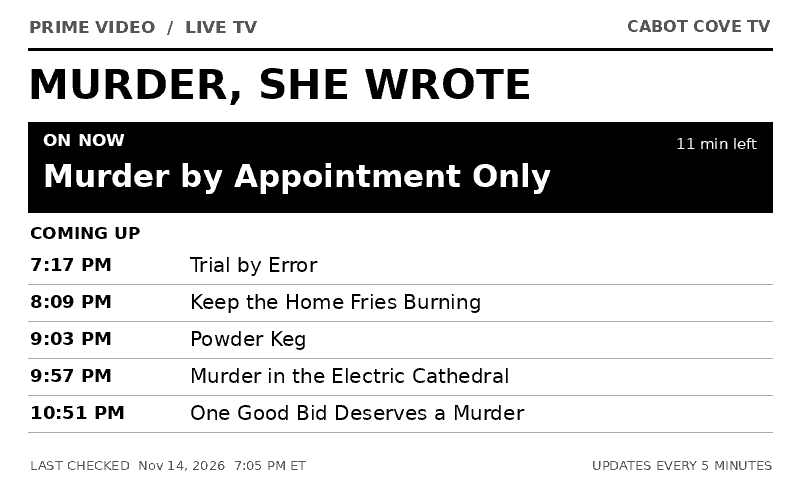 PRIME VIDEO / LIVE TV
CABOT COVE TV
MURDER, SHE WROTE
ON NOW
11 min left
Murder by Appointment Only
COMING UP
7:17 PM Trial by Error
8:09 PM Keep the Home Fries Burning
9:03 PM Powder Keg
9:57 PM Murder in the Electric Cathedral
10:51 PM One Good Bid Deserves a Murder
LAST CHECKED Nov 14, 2026 7:05 PM ET
UPDATES EVERY 5 MINUTES